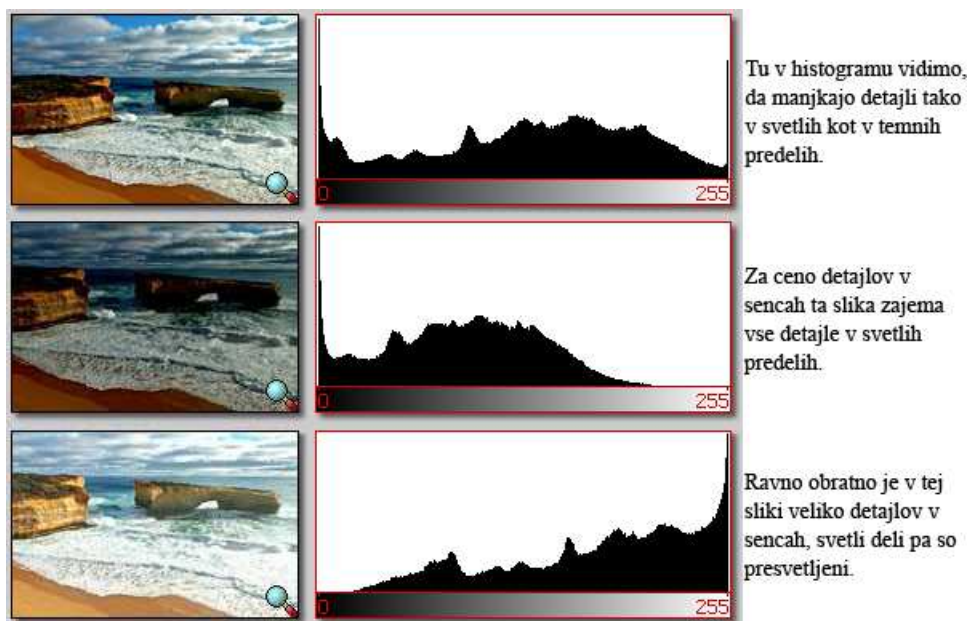 Tu v histogramu vidimo,
da manjkajo detajli tako
v svetlih kot v temnih
predelih.
0 255
Za ceno detajlov v
sencah ta slika zajema
vse detajle v svetlih
predelih.
0 255
Ravno obratno je v tej
sliki veliko detajlov v
sencah, svetli deli pa so
presvetljeni.
0 255